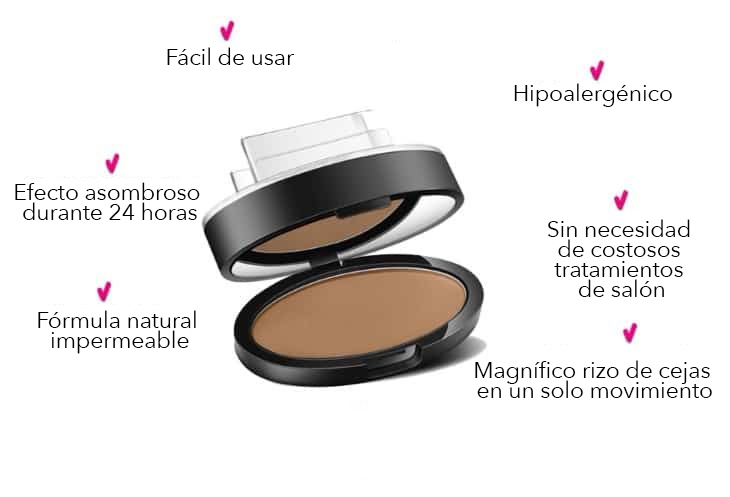 Fácil de usar
Hipoalergénico
Efecto asombroso
durante 24 horas
Sin necesidad
de costosos
tratamientos
de salón
Fórmula natural
impermeable
Magnífico rizo de cejas
en un solo movimiento